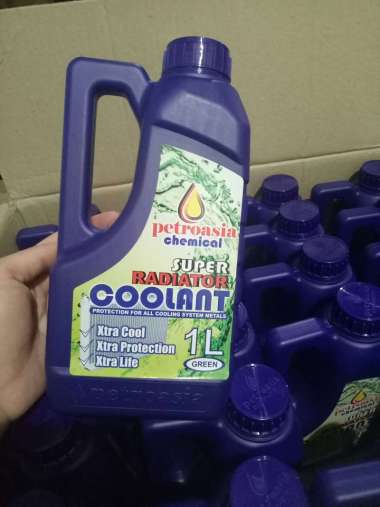 petroasia
chemical
SUPER
RADIATOR
COOLANT
PROTECTION FOR ALL COOLING SYSTEM METALS
Xtra Cool
Xtra Protection
Xtra Life
1L
GREEN
petroasia